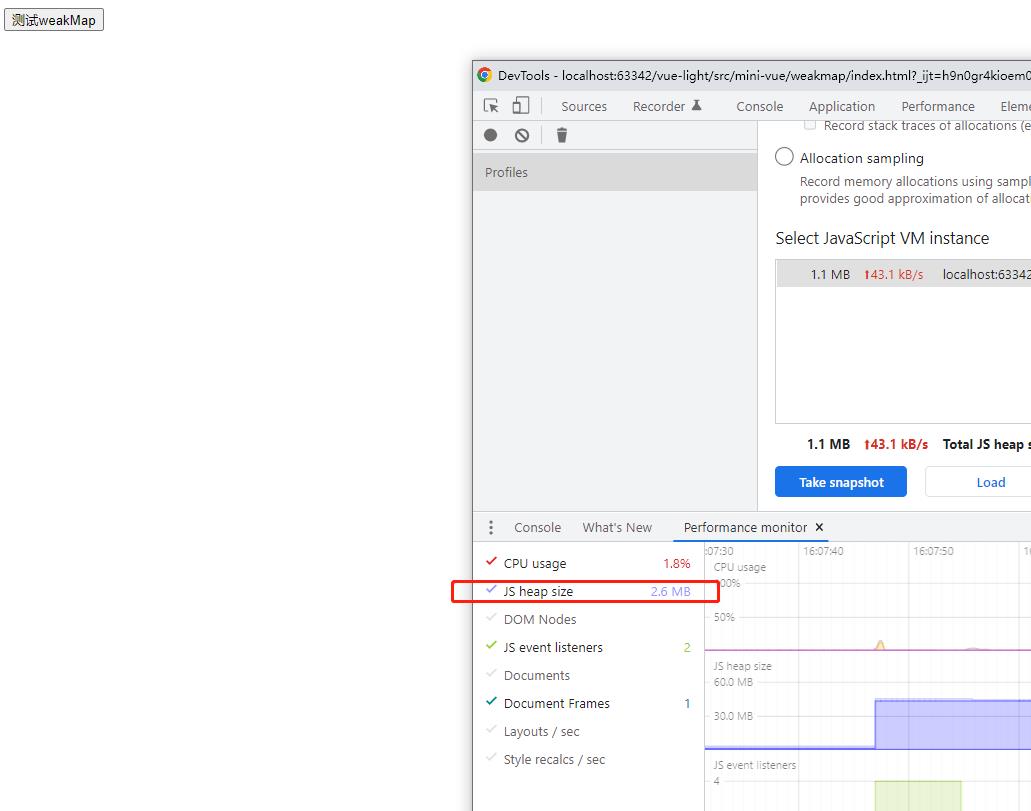 测试weakMap
DevTools - localhost:63342/vue-light/src/mini-vue/weakmap/index.html?_ijt=h9n0gr4kioem0
Sources Recorder Console Application Performance Eleme
Record stack traces of allocations (e
Profiles
Allocation sampling
Record memory allocations using sampl
provides good approximation of allocat
Select JavaScript VM instance
1.1 MB ↑43.1 kB/s localhost:63342
1.1 MB ↑43.1 kB/s Total JS heap s
Take snapshot Load
Console What's New Performance monitor ×
CPU usage 1.8%
JS heap size 2.6 MB
DOM Nodes
JS event listeners 2
Documents
Document Frames 1
Layouts / sec
Style recalcs / sec
:07:30 16:07:40 16:07:50 1
CPU usage
100%
50%
JS heap size
60.0 MB
30.0 MB
JS event listeners
4